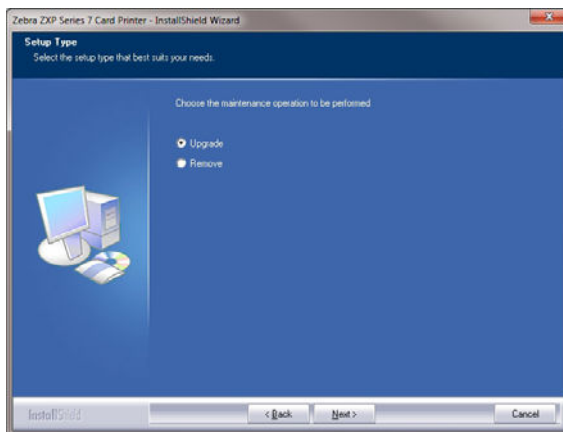 Zebra ZXP Series 7 Card Printer - InstallShield Wizard
Setup Type
Select the setup type that best suits your needs.
Choose the maintenance operation to be performed
Upgrade
Remove
InstallShield
< Back
Next >
Cancel